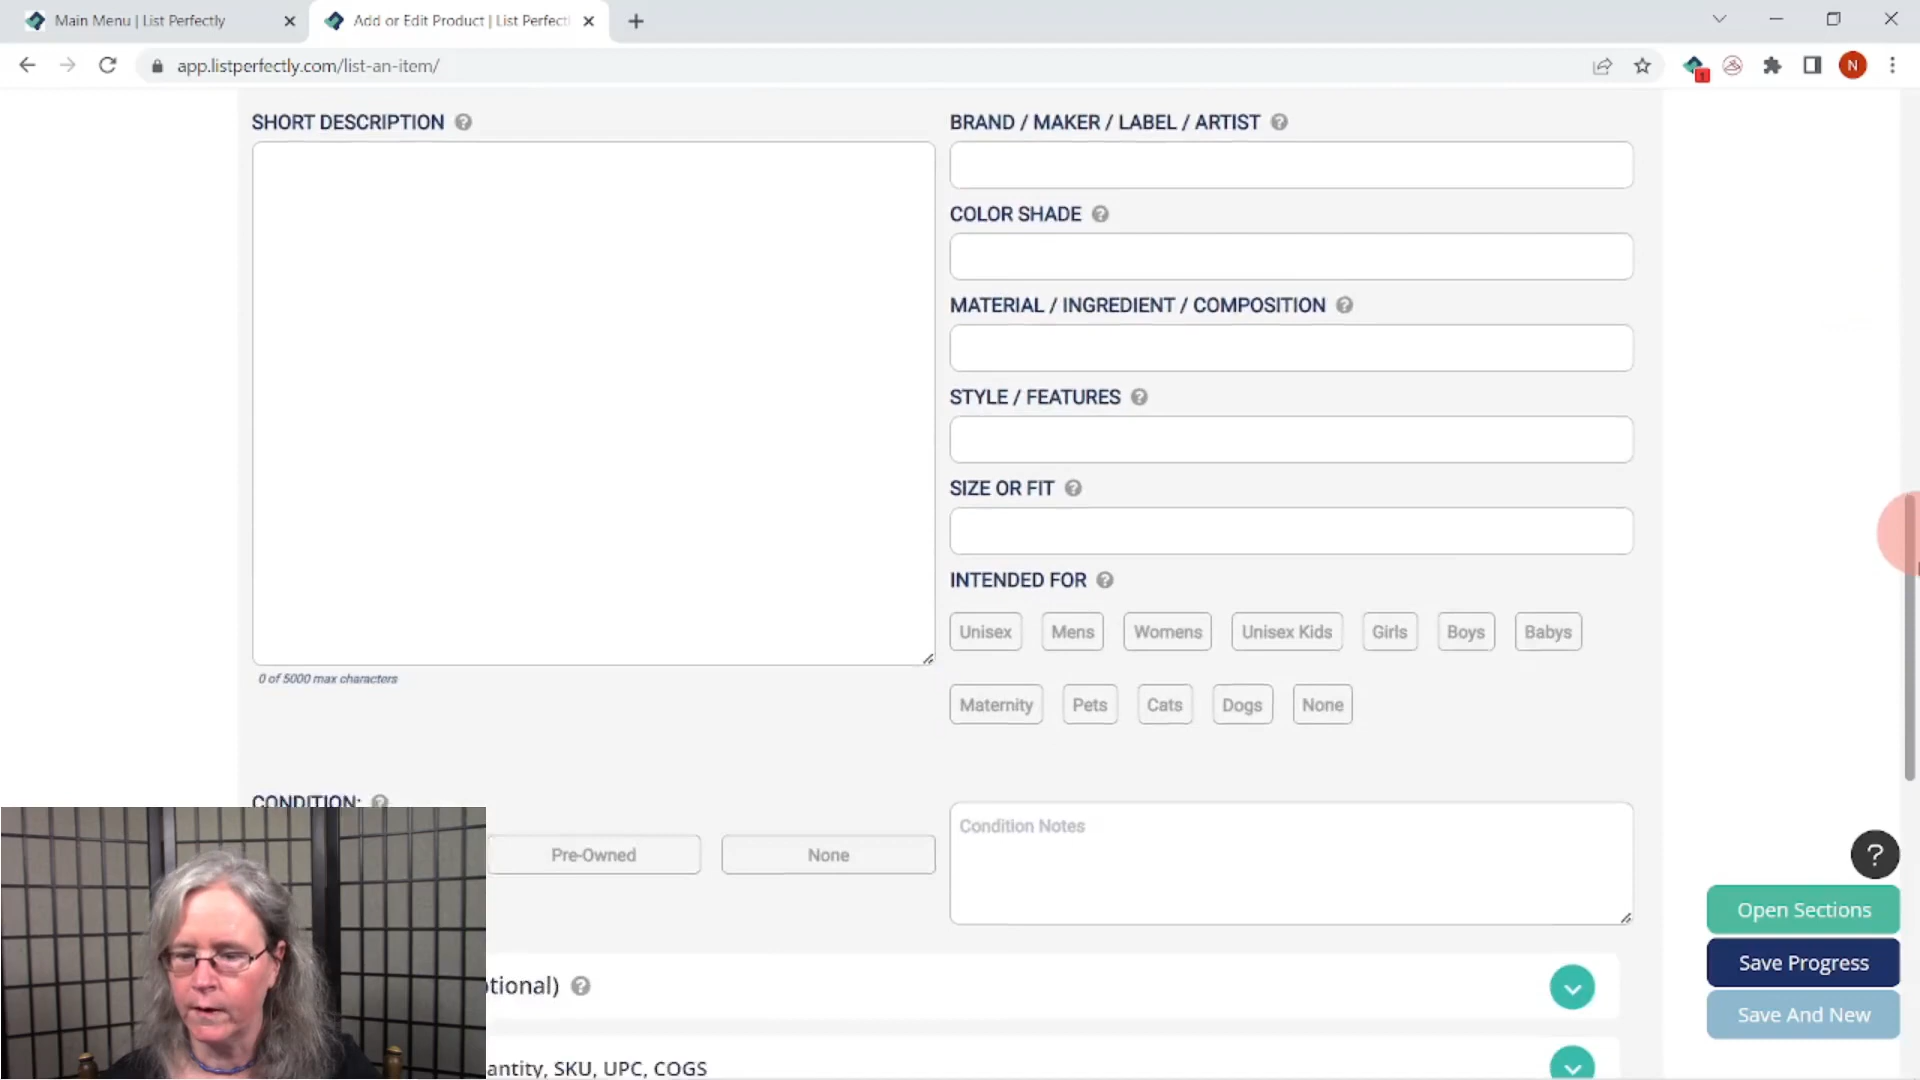 Main Menu | List Perfectly
Add or Edit Product | List Perfectl
app.listperfectly.com/list-an-item/
1
N
SHORT DESCRIPTION ?
0 of 5000 max characters
BRAND / MAKER / LABEL / ARTIST ?
COLOR SHADE ?
MATERIAL / INGREDIENT / COMPOSITION ?
STYLE / FEATURES ?
SIZE OR FIT ?
INTENDED FOR ?
Unisex Mens Womens Unisex Kids Girls Boys Babys
Maternity Pets Cats Dogs None
CONDITION: ?
Pre-Owned None
Condition Notes
tional) ?
antity, SKU, UPC, COGS
?
Open Sections
Save Progress
Save And New